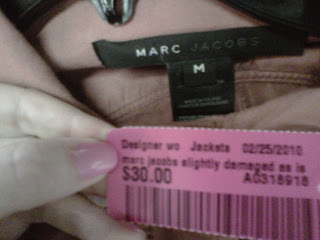 MARC JACOBS
M
Designer wo Jackets 02/25/2010
marc jacobs slightly damaged as is
$30.00 A0318918